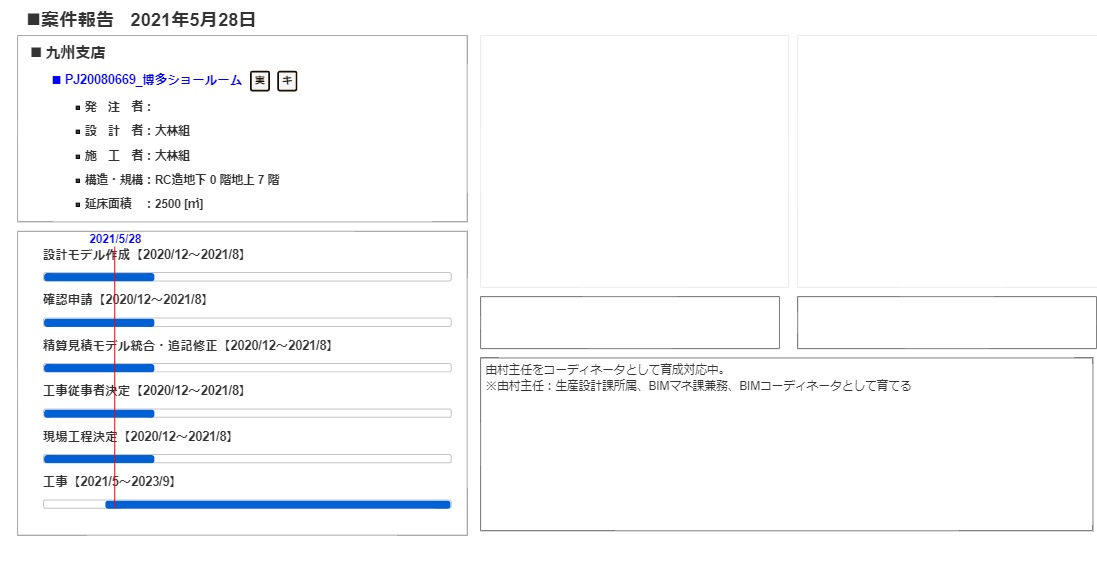 ■案件報告　2021年5月28日
■ 九州支店
■ PJ20080669_博多ショールーム 実 キ
▪ 発　注　者：
▪ 設　計　者：大林組
▪ 施　工　者：大林組
▪ 構造・規構：RC造地下０階地上７階
▪ 延床面積　：2500 [㎡]
2021/5/28
設計モデル作成【2020/12～2021/8】
確認申請【2020/12～2021/8】
精算見積モデル統合・追記修正【2020/12～2021/8】
工事従事者決定【2020/12～2021/8】
現場工程決定【2020/12～2021/8】
工事【2021/5～2023/9】
由村主任をコーディネータとして育成対応中。
※由村主任：生産設計課所属、BIMマネ課兼務、BIMコーディネータとして育てる